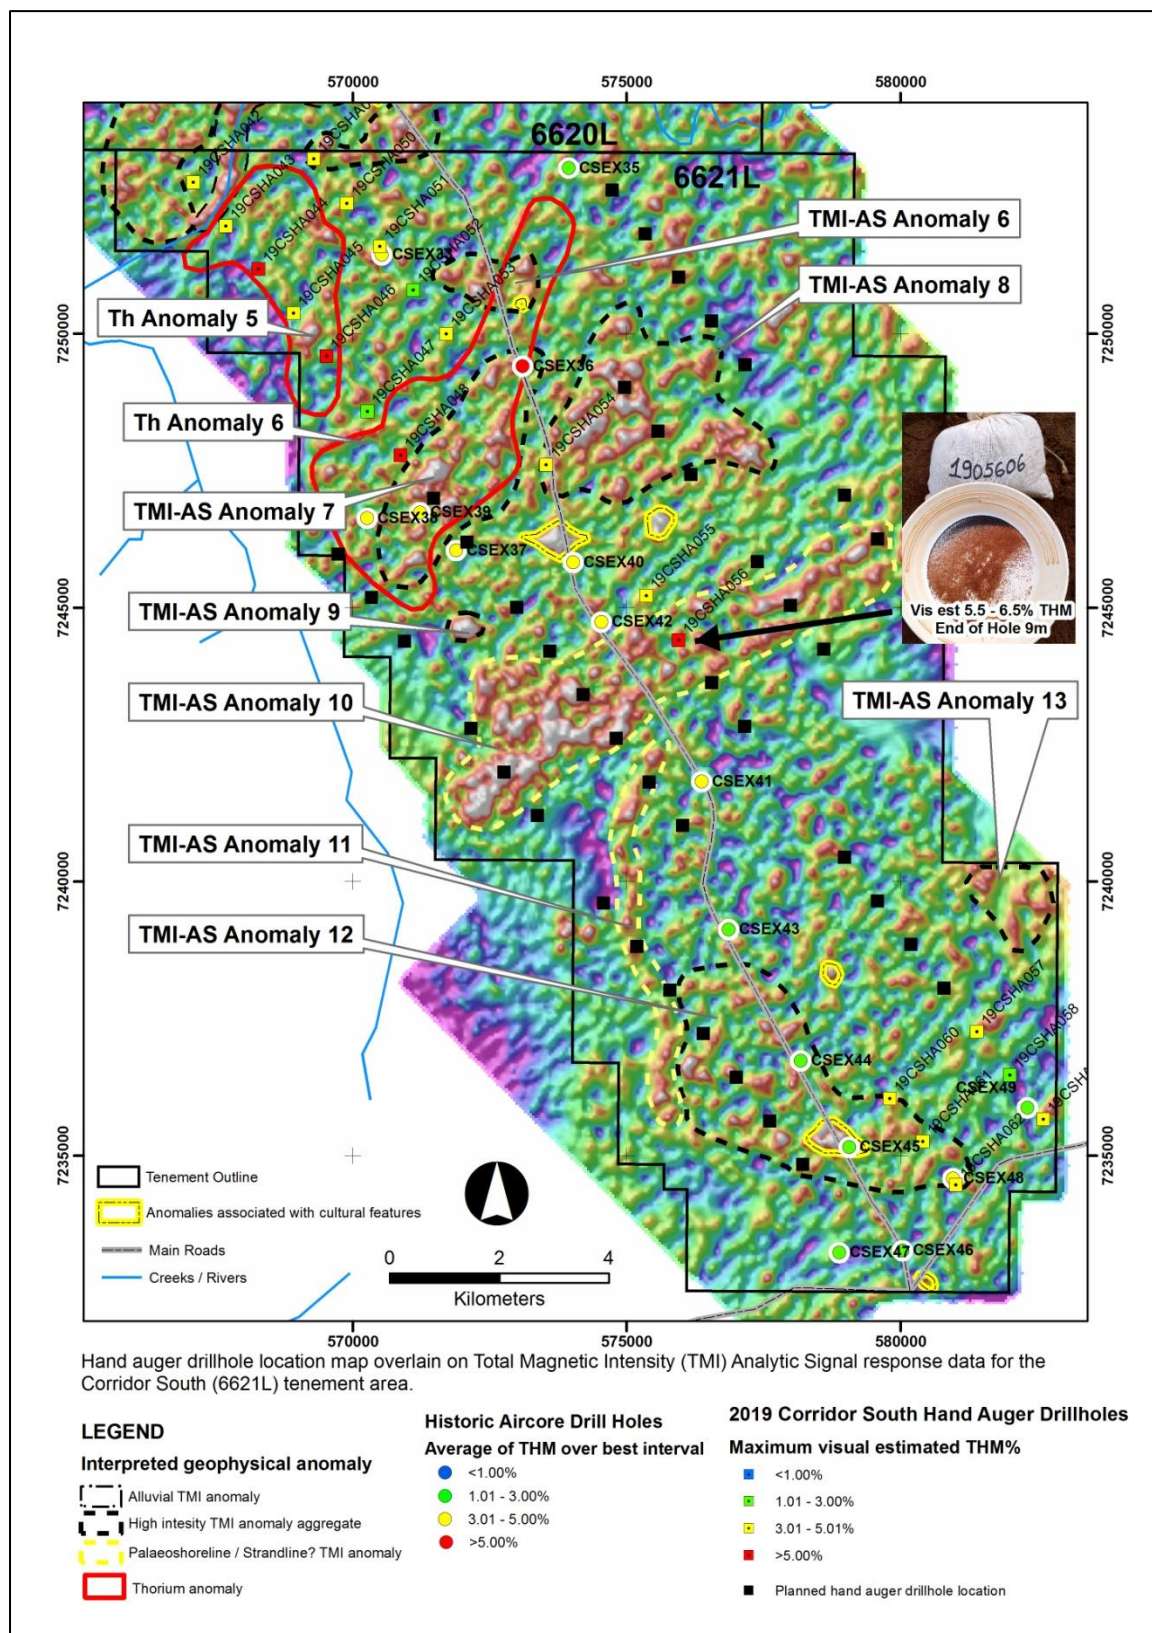 570000
575000
580000
6620L
6621L
19CSHA042
19CSHA043
19CSHA044
19CSHA045
19CSHA046
19CSHA047
19CSHA048
19CSHA050
19CSHA051
19CSHA053
19CSHA054
19CSHA055
19CSHA056
19CSHA057
19CSHA058
19CSHA060
19CSHA062
CSEX35
CSEX36
CSEX38
CSEX39
CSEX37
CSEX40
CSEX42
CSEX41
CSEX43
CSEX44
CSEX45
CSEX49
CSEX48
CSEX47
CSEX46
TMI-AS Anomaly 6
TMI-AS Anomaly 8
Th Anomaly 5
Th Anomaly 6
TMI-AS Anomaly 7
TMI-AS Anomaly 9
TMI-AS Anomaly 10
TMI-AS Anomaly 11
TMI-AS Anomaly 12
TMI-AS Anomaly 13
1905606
Vis est 5.5 - 6.5% THM
End of Hole 9m
7250000
7245000
7240000
7235000
7250000
7245000
7240000
7235000
Tenement Outline
Anomalies associated with cultural features
Main Roads
Creeks / Rivers
0 2 4
Kilometers
570000
575000
580000
Hand auger drillhole location map overlain on Total Magnetic Intensity (TMI) Analytic Signal response data for the
Corridor South (6621L) tenement area.
LEGEND
Interpreted geophysical anomaly
Alluvial TMI anomaly
High intesity TMI anomaly aggregate
Palaeoshoreline / Strandline? TMI anomaly
Thorium anomaly
Historic Aircore Drill Holes
Average of THM over best interval
<1.00%
1.01 - 3.00%
3.01 - 5.00%
>5.00%
2019 Corridor South Hand Auger Drillholes
Maximum visual estimated THM%
<1.00%
1.01 - 3.00%
3.01 - 5.01%
>5.00%
Planned hand auger drillhole location